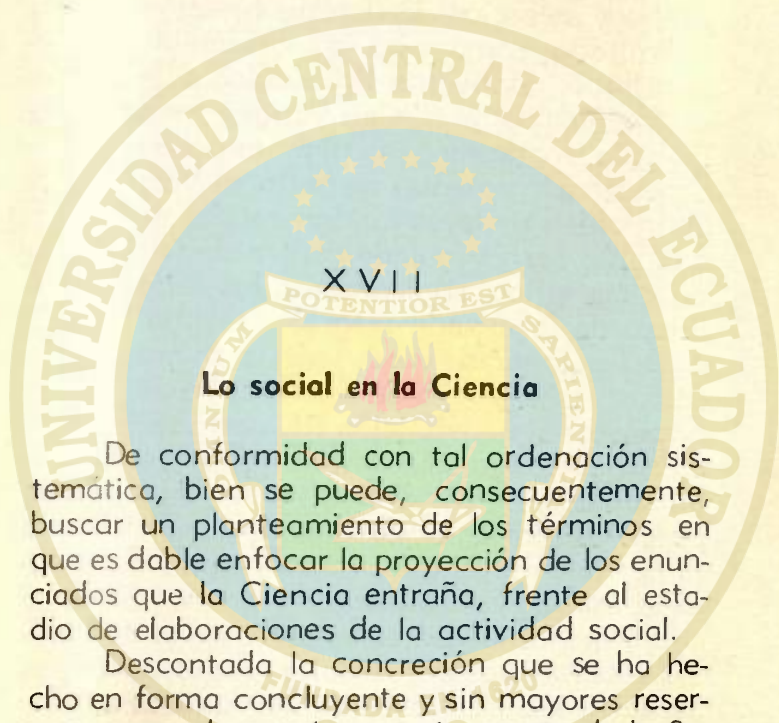 UNIVERSIDAD CENTRAL DEL ECUADOR
XVII
OMNIUM POTENTIOR EST SAPIENTIA
Lo social en la Ciencia
De conformidad con tal ordenación sis-
temática, bien se puede, consecuentemente,
buscar un planteamiento de los términos en
que es dable enfocar la proyección de los enun-
ciados que la Ciencia entraña, frente al esta-
dio de elaboraciones de la actividad social.
Descontada la concreción que se ha he-
cho en forma concluyente y sin mayores reser-